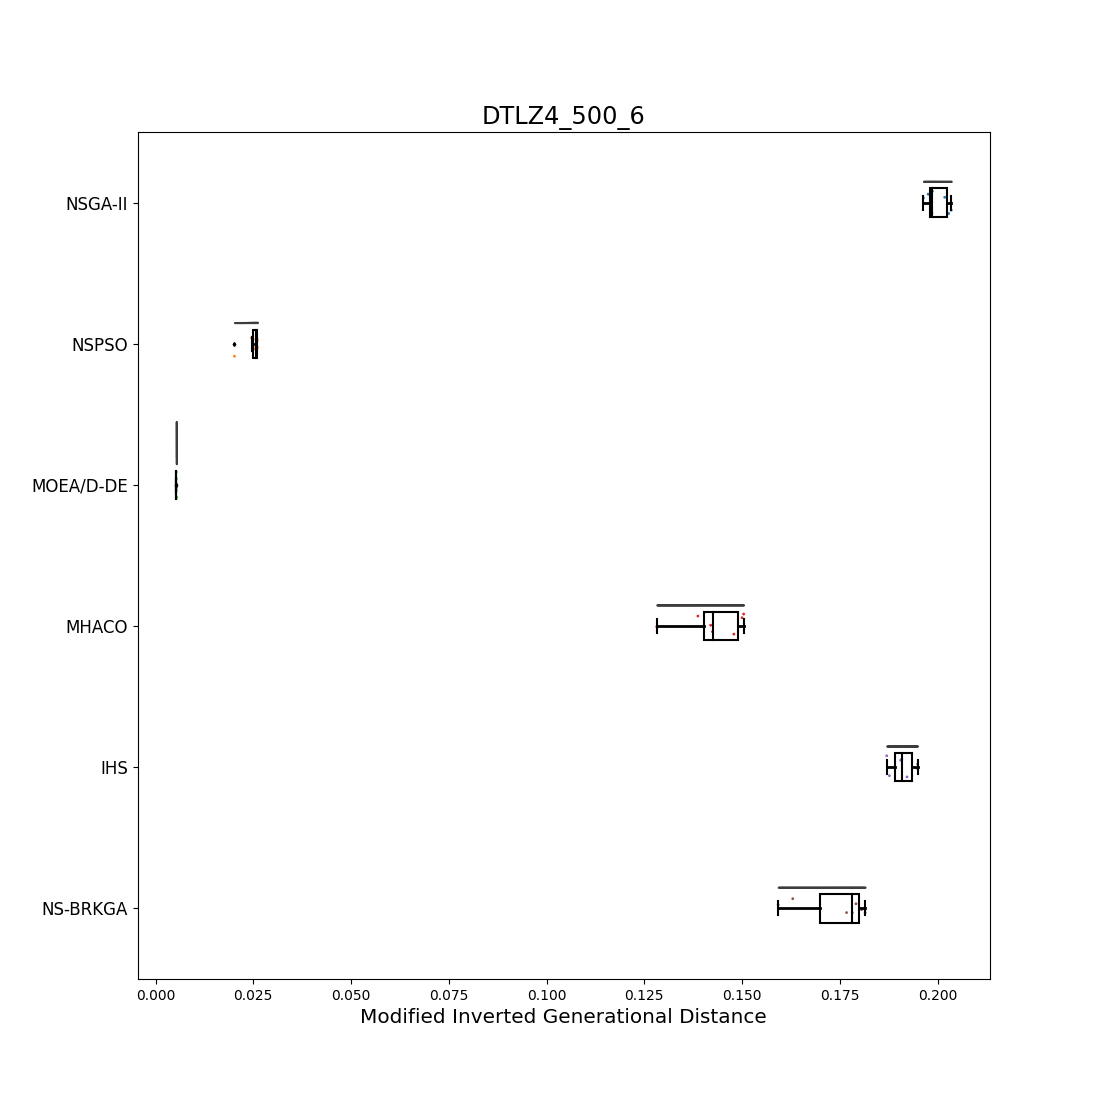 DTLZ4_500_6
NSGA-II
NSPSO
MOEA/D-DE
MHACO
IHS
NS-BRKGA
0.000 0.025 0.050 0.075 0.100 0.125 0.150 0.175 0.200
Modified Inverted Generational Distance